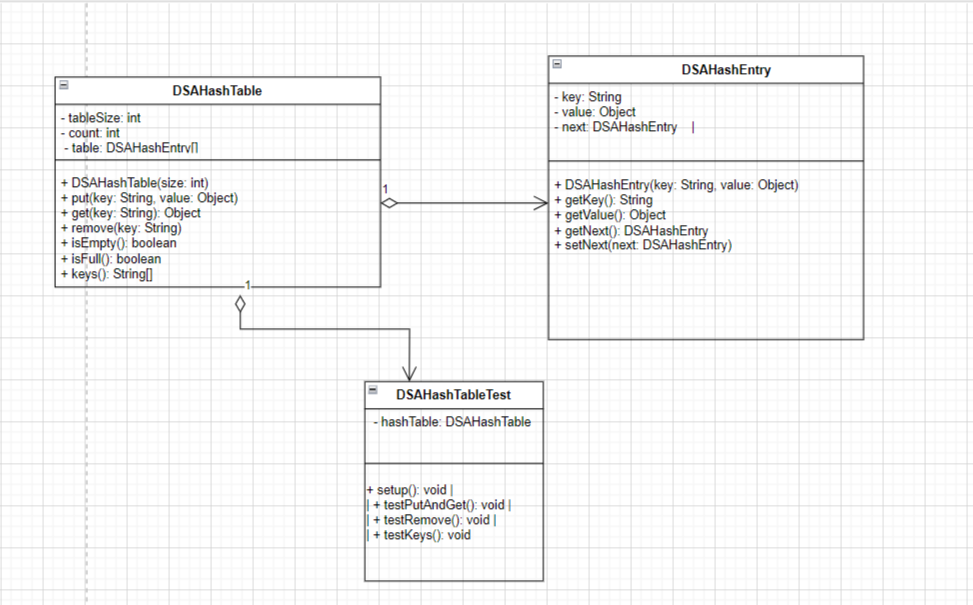 DSAHashTable
- tableSize: int
- count: int
- table: DSAHashEntry[]
+ DSAHashTable(size: int)
+ put(key: String, value: Object)
+ get(key: String): Object
+ remove(key: String)
+ isEmpty(): boolean
+ isFull(): boolean
+ keys(): String[]
1
1
DSAHashEntry
- key: String
- value: Object
- next: DSAHashEntry |
+ DSAHashEntry(key: String, value: Object)
+ getKey(): String
+ getValue(): Object
+ getNext(): DSAHashEntry
+ setNext(next: DSAHashEntry)
DSAHashTableTest
- hashTable: DSAHashTable
+ setup(): void |
| + testPutAndGet(): void |
| + testRemove(): void |
| + testKeys(): void